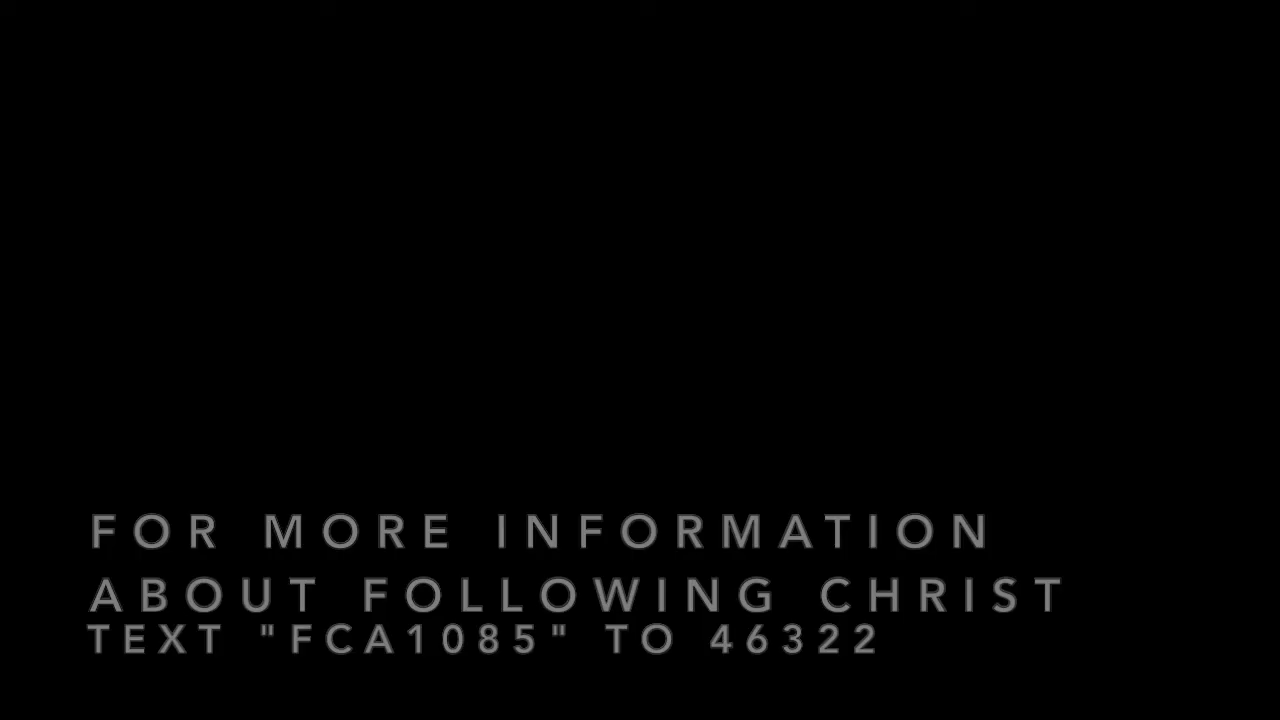 FOR MORE INFORMATION
ABOUT FOLLOWING CHRIST
TEXT "FCA1085" TO 46322